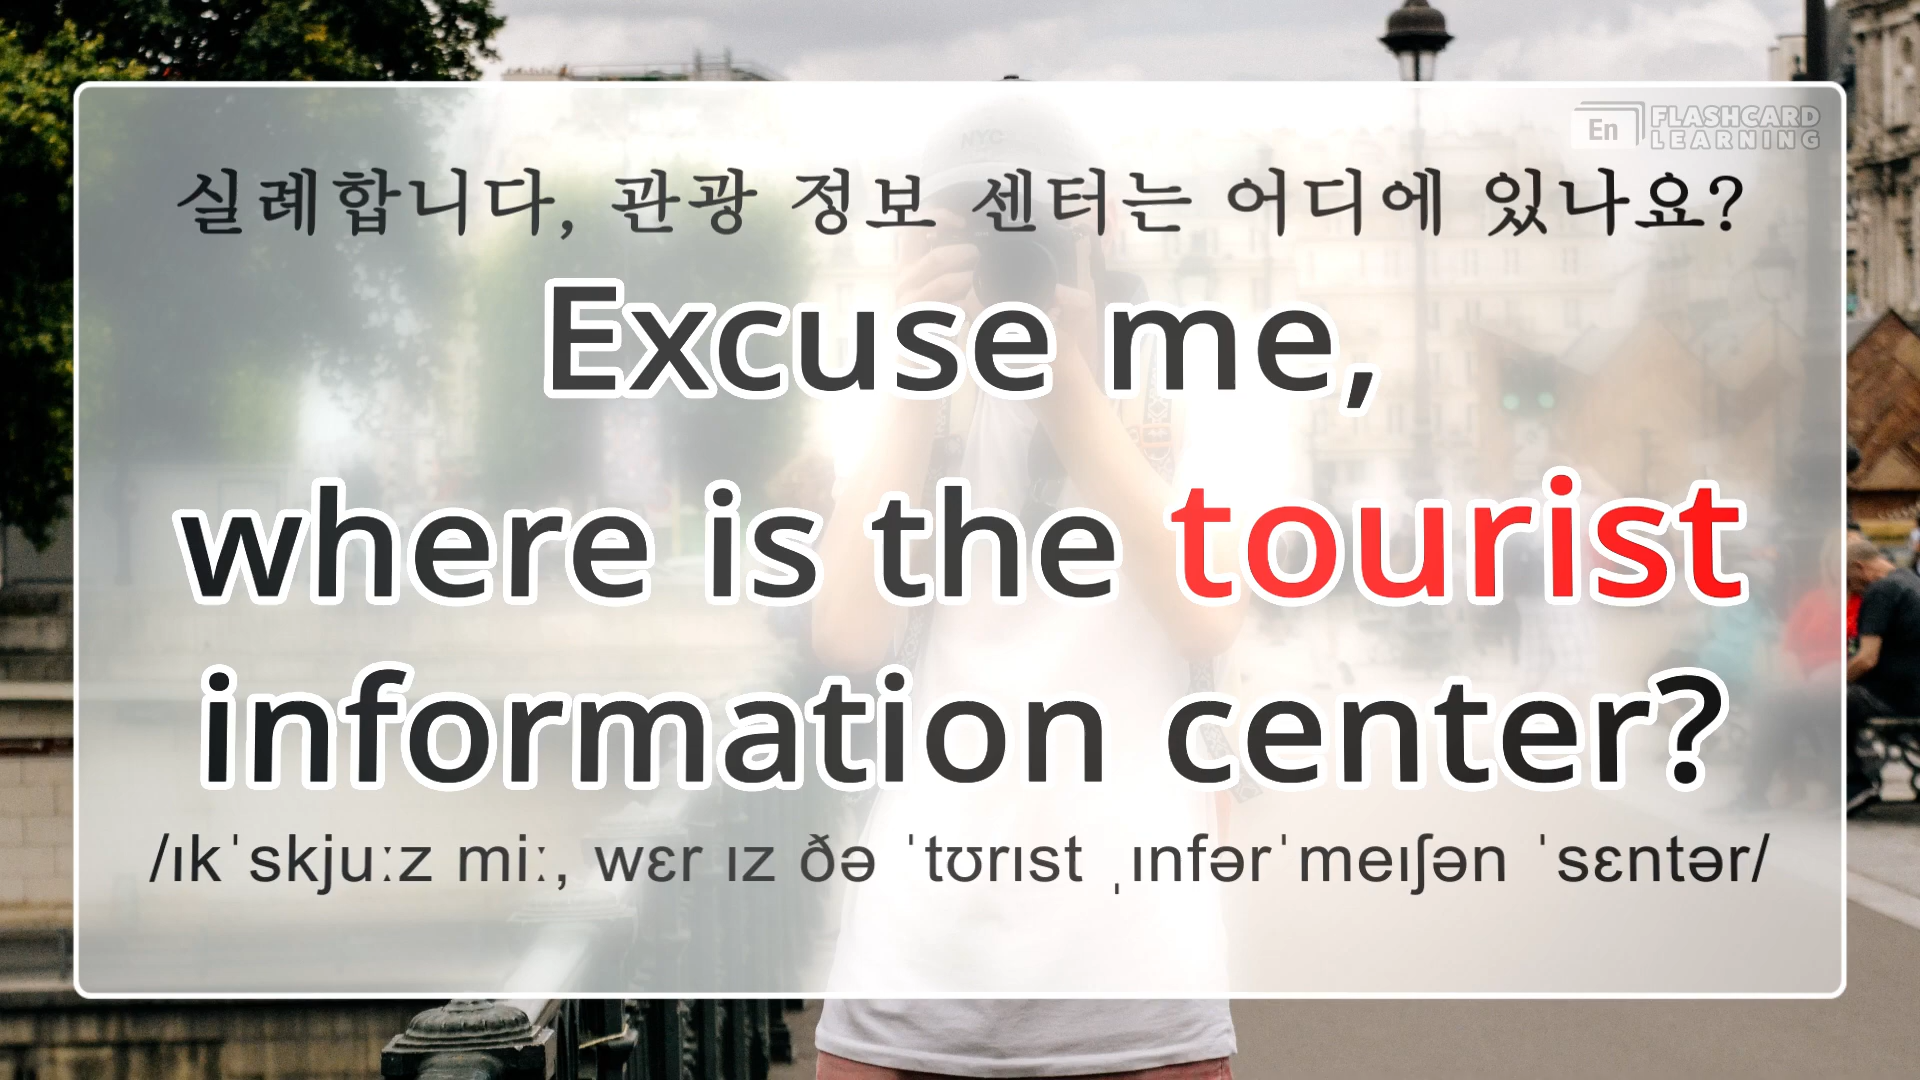 En
FLASHCARD
LEARNING
NYC
실례합니다, 관광 정보 센터는 어디에 있나요?
Excuse me,
where is the tourist
information center?
/ɪkˈskjuːz miː, wɛr ɪz ðə ˈtʊrɪst ˌɪnfərˈmeɪʃən ˈsɛntər/